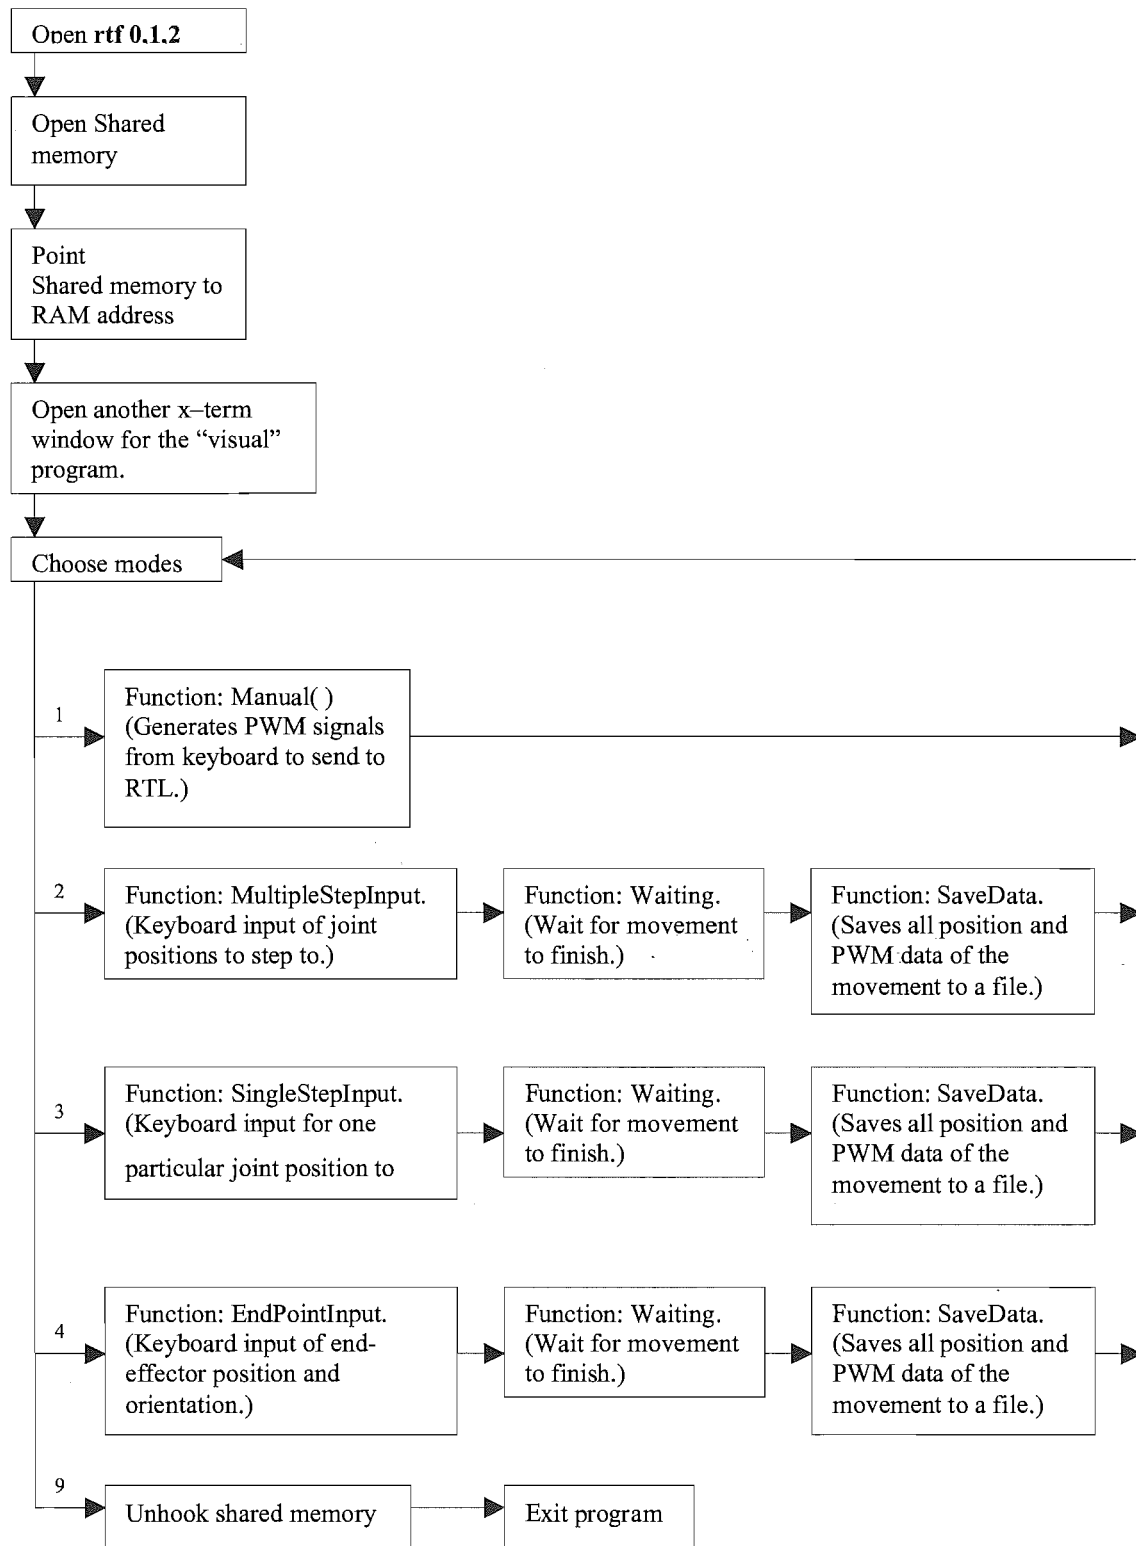 Open rtf 0,1,2
Open Shared
memory
Point
Shared memory to
RAM address
Open another x–term
window for the “visual”
program.
Choose modes
1
Function: Manual( )
(Generates PWM signals
from keyboard to send to
RTL.)
2
Function: MultipleStepInput.
(Keyboard input of joint
positions to step to.)
Function: Waiting.
(Wait for movement
to finish.)
Function: SaveData.
(Saves all position and
PWM data of the
movement to a file.)
3
Function: SingleStepInput.
(Keyboard input for one
particular joint position to
Function: Waiting.
(Wait for movement
to finish.)
Function: SaveData.
(Saves all position and
PWM data of the
movement to a file.)
4
Function: EndPointInput.
(Keyboard input of end-
effector position and
orientation.)
Function: Waiting.
(Wait for movement
to finish.)
Function: SaveData.
(Saves all position and
PWM data of the
movement to a file.)
9
Unhook shared memory
Exit program